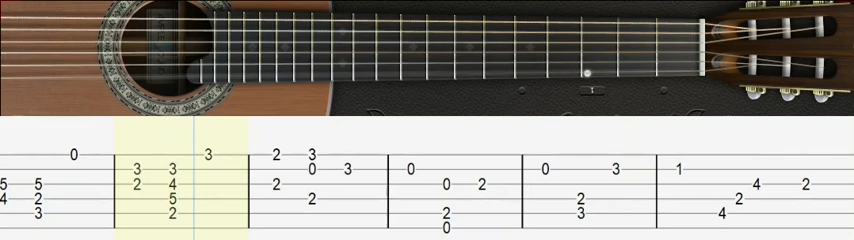 0 3 2 3
3 3 0 3 0 0 3 1
5 5 2 4 2 0 2 4 2
4 2 5 2 2 2
3 2 2 3 4
0